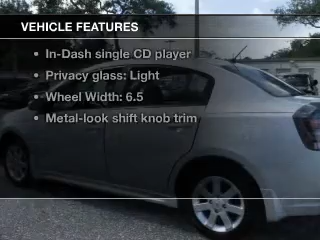 VEHICLE FEATURES
• In-Dash single CD player
• Privacy glass: Light
• Wheel Width: 6.5
• Metal-look shift knob trim